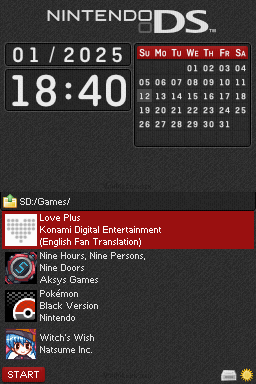 NINTENDO DS™
01 / 2025
18:40
SU MO TU WE TH FR SA
01 02 03 04
05 06 07 08 09 10 11
12 13 14 15 16 17 18
19 20 21 22 23 24 25
26 27 28 29 30 31
SD:/Games/
Love Plus
Konami Digital Entertainment
(English Fan Translation)
Nine Hours, Nine Persons,
Nine Doors
Aksys Games
Pokémon
Black Version
Nintendo
Witch's Wish
Natsume Inc.
START